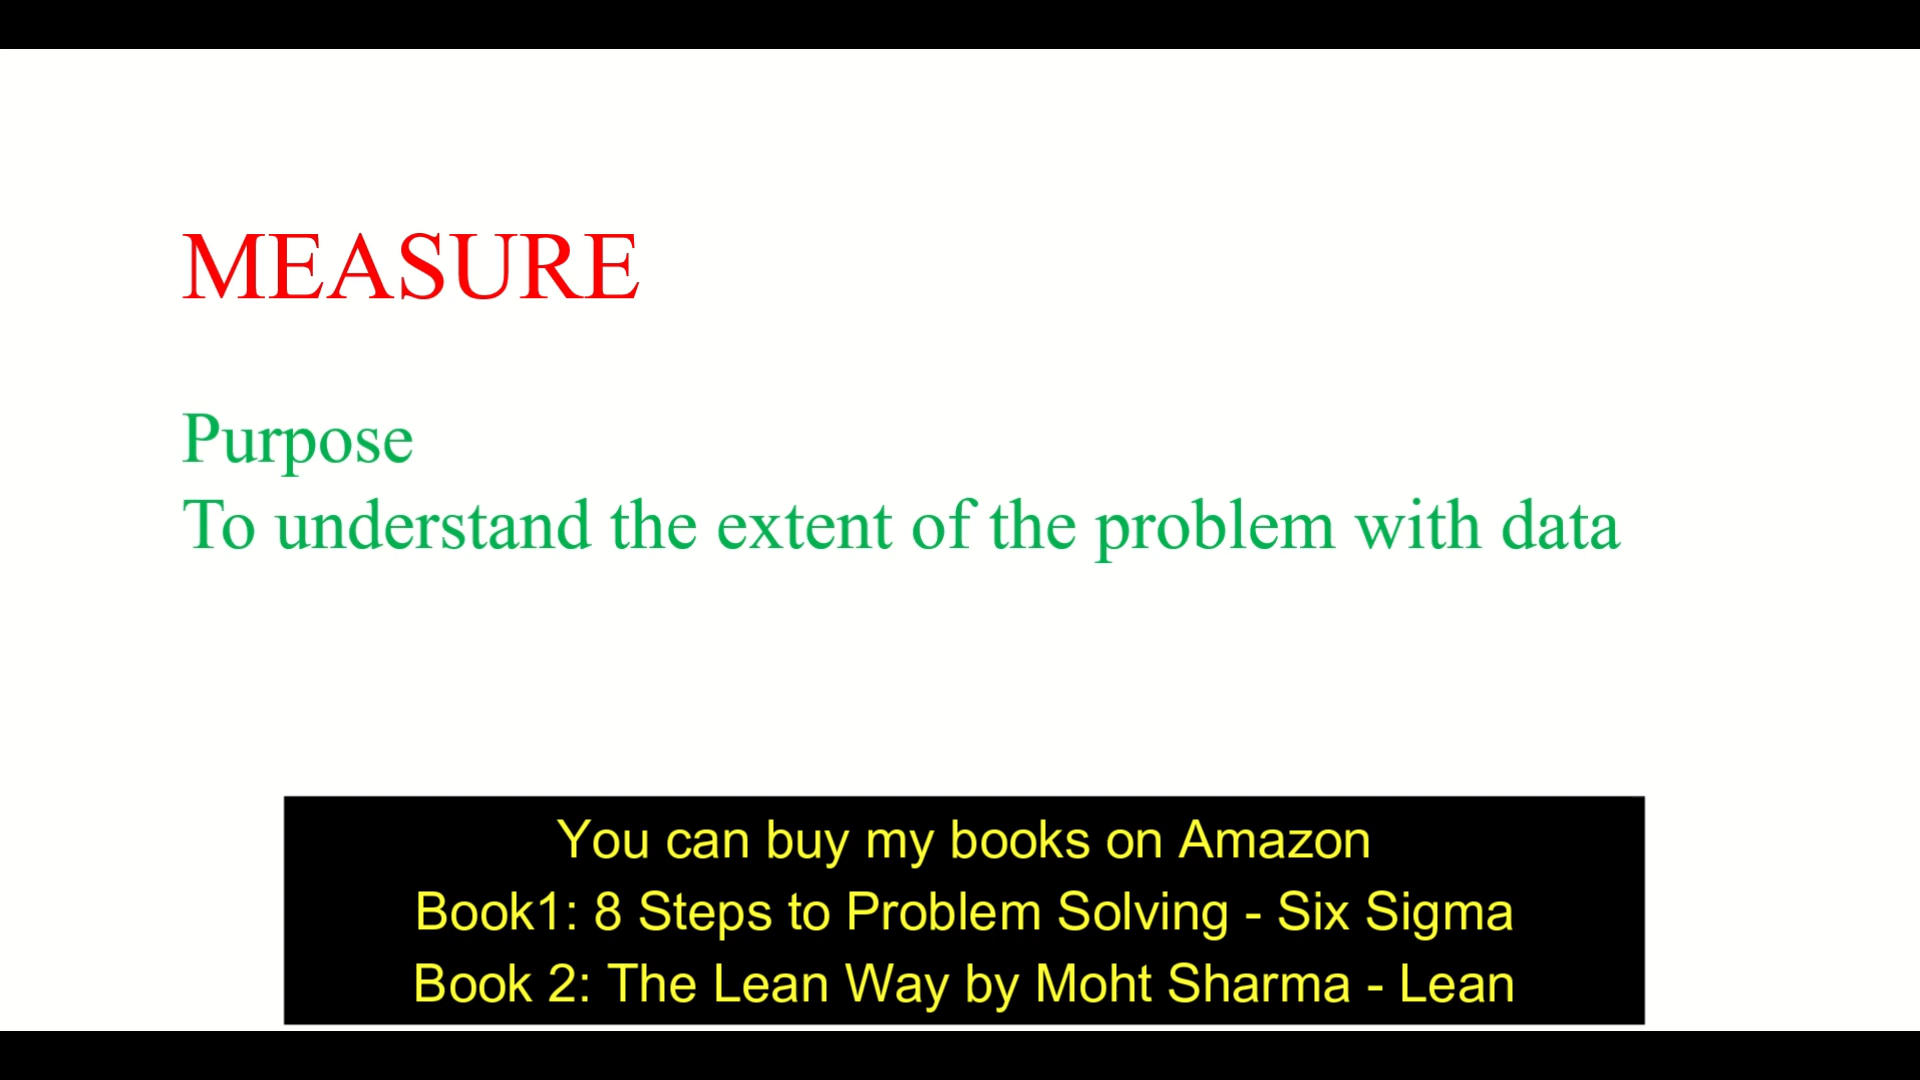 MEASURE
Purpose
To understand the extent of the problem with data
You can buy my books on Amazon
Book1: 8 Steps to Problem Solving - Six Sigma
Book 2: The Lean Way by Moht Sharma - Lean